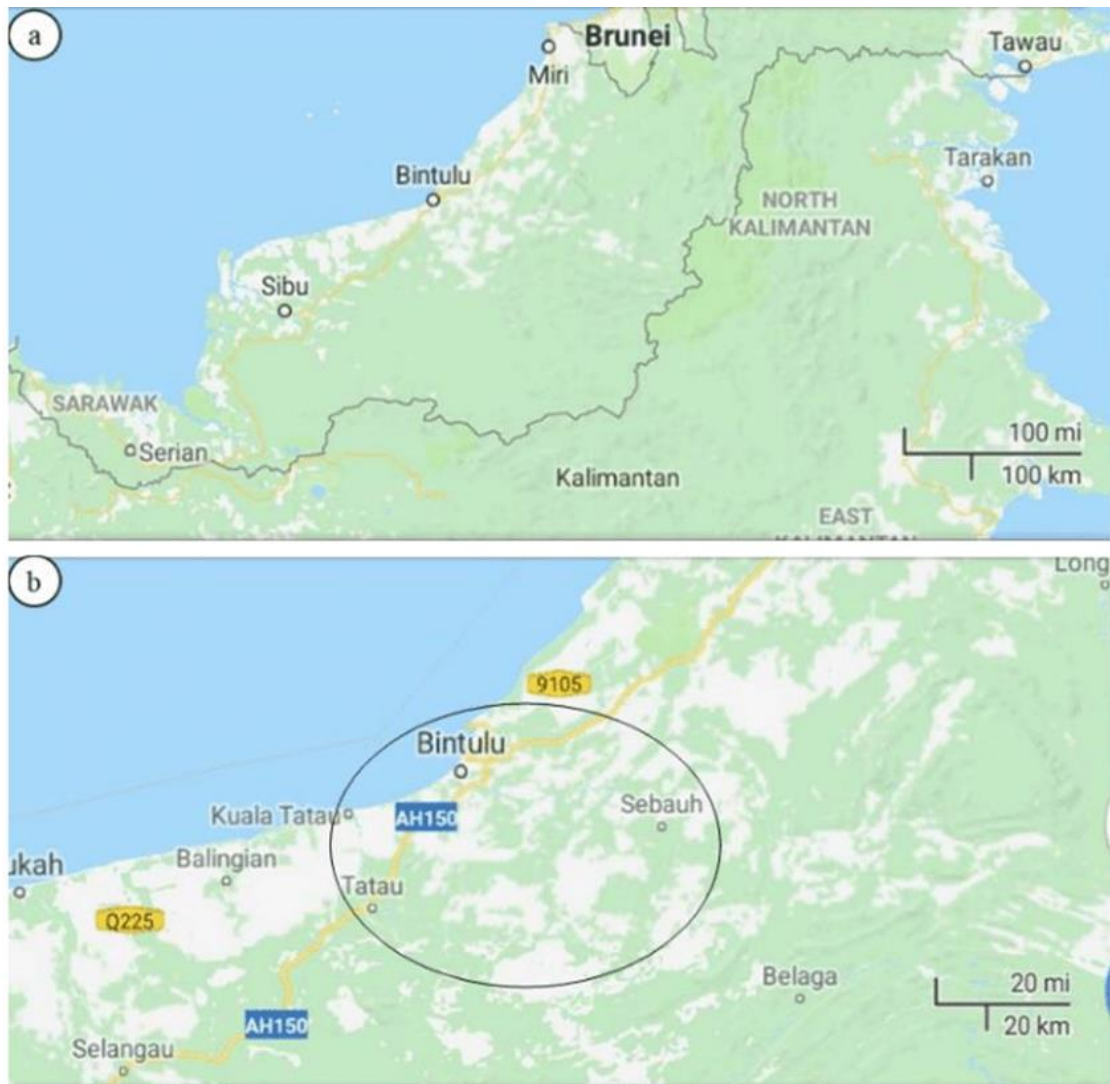 a
Brunei
Miri
Tawau
Bintulu
Tarakan
NORTH
KALIMANTAN
Sibu
SARAWAK
Serian
100 mi
100 km
Kalimantan
EAST
KALIMANTAN
b
Long
9105
Bintulu
Kuala Tatau
AH150
Sebauh
ukah
Balingian
Tatau
Q225
Belaga
20 mi
20 km
AH150
Selangau